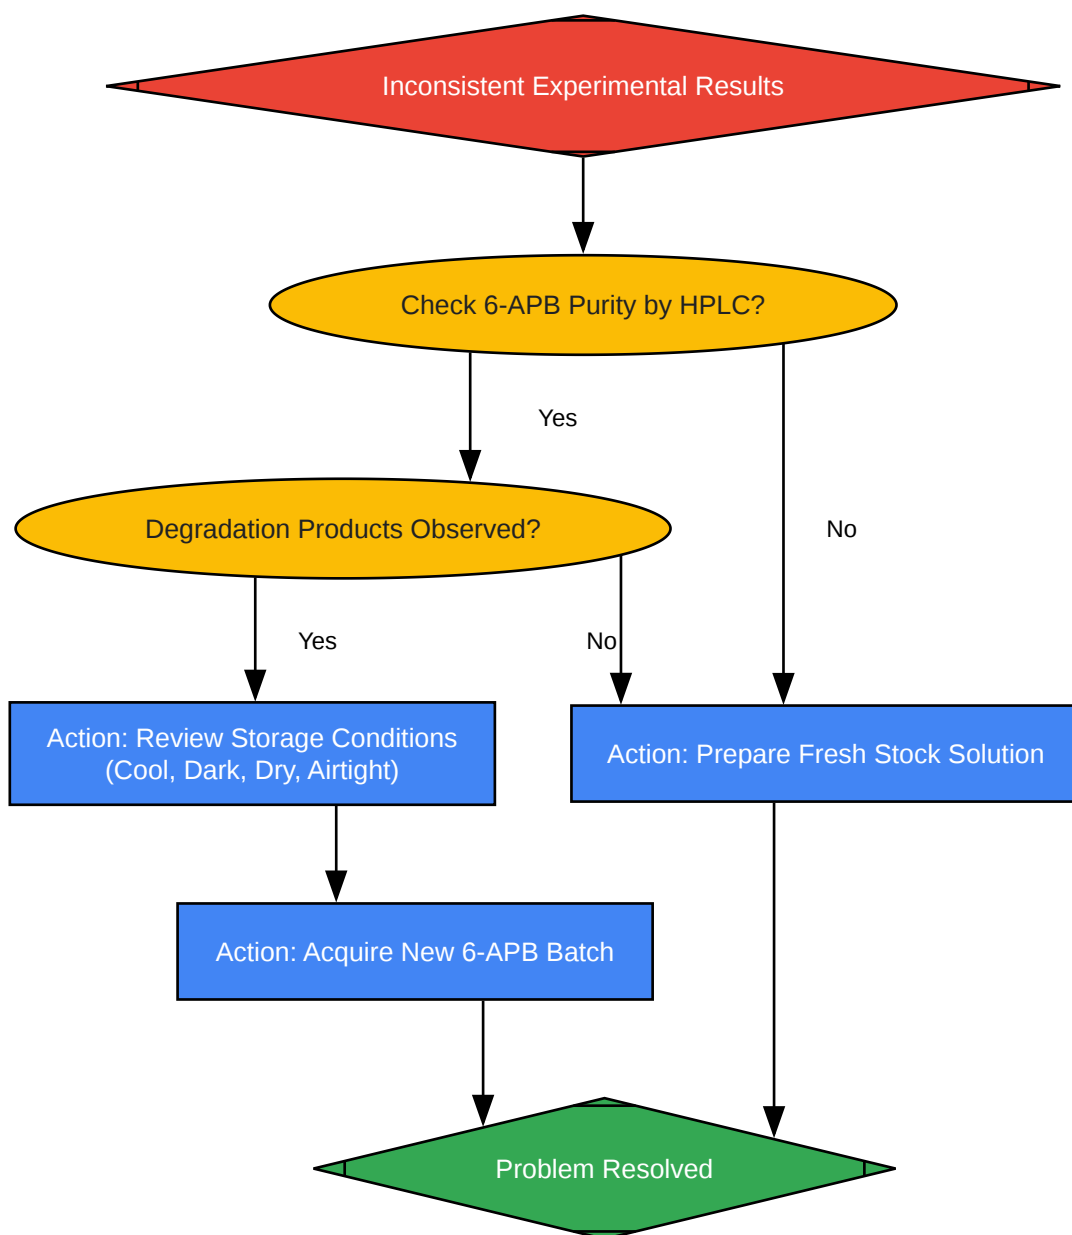 Inconsistent Experimental Results
Check 6-APB Purity by HPLC?
Yes
Degradation Products Observed?
No
Yes
No
Action: Review Storage Conditions
(Cool, Dark, Dry, Airtight)
Action: Prepare Fresh Stock Solution
Action: Acquire New 6-APB Batch
Problem Resolved